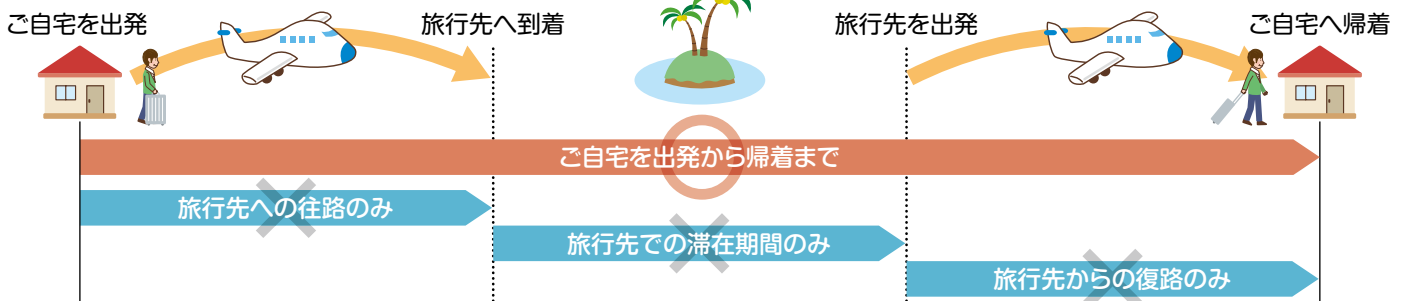 ご自宅を出発
旅行先へ到着
旅行先を出発
ご自宅へ帰着
ご自宅を出発から帰着まで
旅行先への往路のみ
旅行先での滞在期間のみ
旅行先からの復路のみ